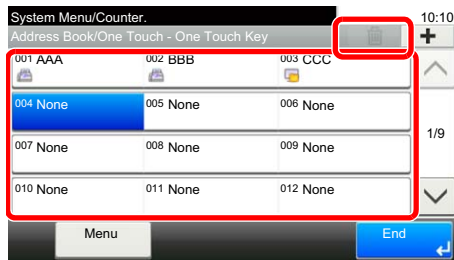 System Menu/Counter. 10:10
Address Book/One Touch - One Touch Key
001 AAA 002 BBB 003 CCC
004 None 005 None 006 None
1/9
007 None 008 None 009 None
010 None 011 None 012 None
Menu End